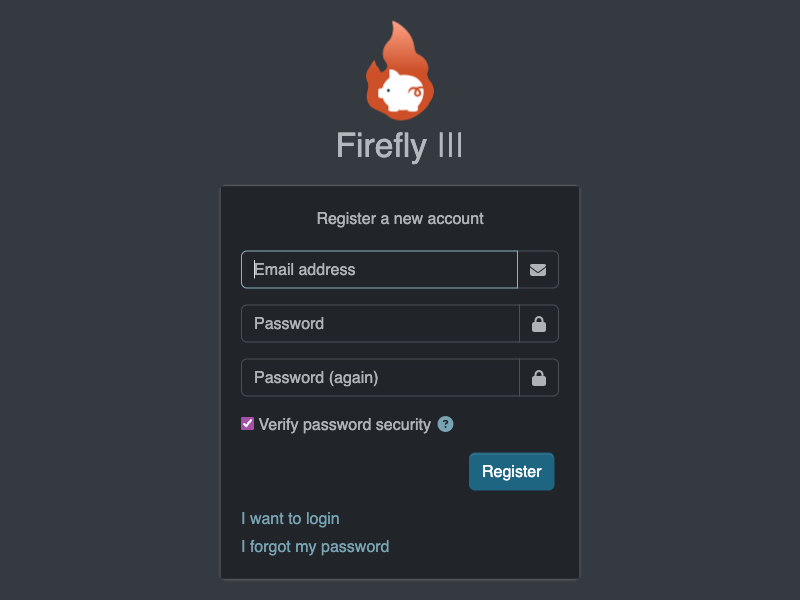 Firefly III
Register a new account
Email address
Password
Password (again)
Verify password security ?
Register
I want to login
I forgot my password